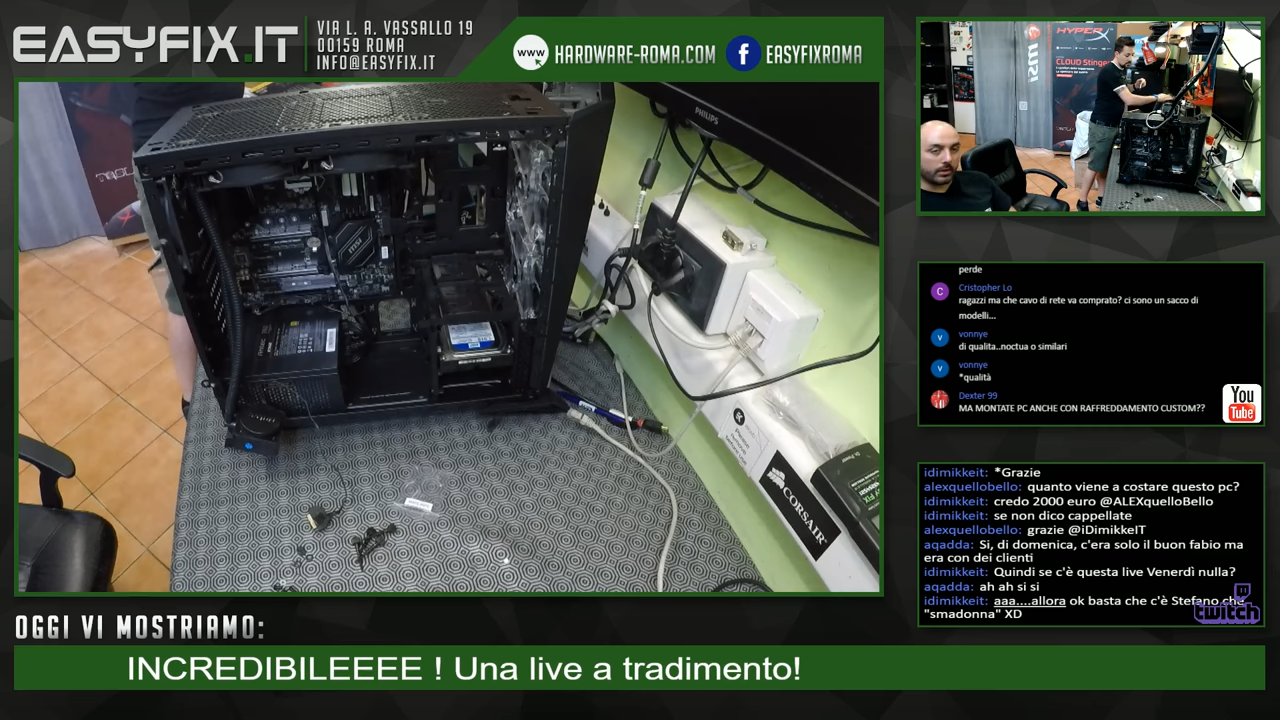 EASYFIX.IT
VIA L. A. VASSALLO 19
00159 ROMA
INFO@EASYFIX.IT
WWW
HARDWARE-ROMA.COM
f
EASYFIXROMA
PHILIPS
msi
CORSAIR
HYPERX
CLOUD Stinger
msi
perde
C
Cristopher Lo
ragazzi ma che cavo di rete va comprato? ci sono un sacco di
modelli...
v
vonnye
di qualita..noctua o similari
v
vonnye
*qualità
Dexter 99
MA MONTATE PC ANCHE CON RAFFREDDAMENTO CUSTOM??
You
Tube
idimikkeit: *Grazie
alexquellobello: quanto viene a costare questo pc?
idimikkeit: credo 2000 euro @ALEXquelloBello
idimikkeit: se non dico cappellate
alexquellobello: grazie @iDimikkeIT
aqadda: Si, di domenica, c'era solo il buon fabio ma
era con dei clienti
idimikkeit: Quindi se c'è questa live Venerdì nulla?
aqadda: ah ah si si
idimikkeit: aaa....allora ok basta che c'è Stefano che
"smadonna" XD
twitch
OGGI VI MOSTRIAMO:
INCREDIBILEEEE ! Una live a tradimento!